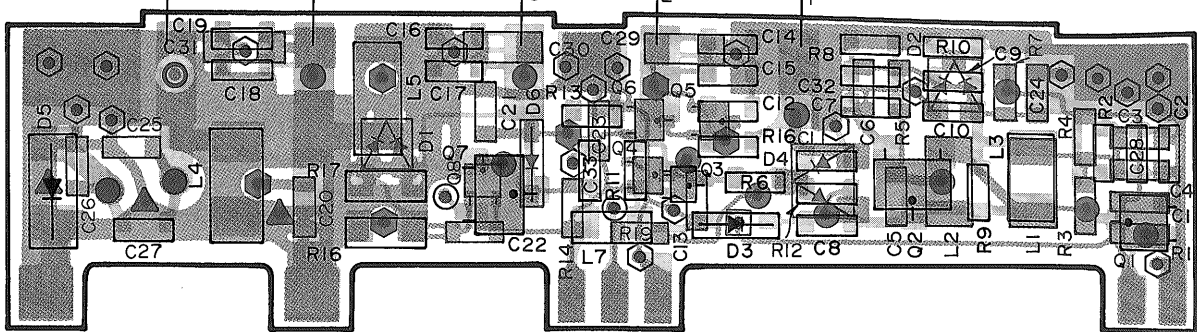 C19
C31
C18
C16
L5
C17
C30
C29
E
C14
C15
R8
C32
C7
D2
R10
C9
R7
C24
D5
C25
C26
L4
C27
R17
C20
R16
D1
Q7
Q8
C2
D6
C22
R13
Q6
Q5
C23
Q4
C33
R11
R14
L7
R19
C13
Q3
C12
R16
D4
C1
R6
D3
R12
C8
C6
R5
C10
C5
Q2
L2
R9
L3
L1
R4
R3
R2
C3
C28
C2
C4
C1
Q1
R1